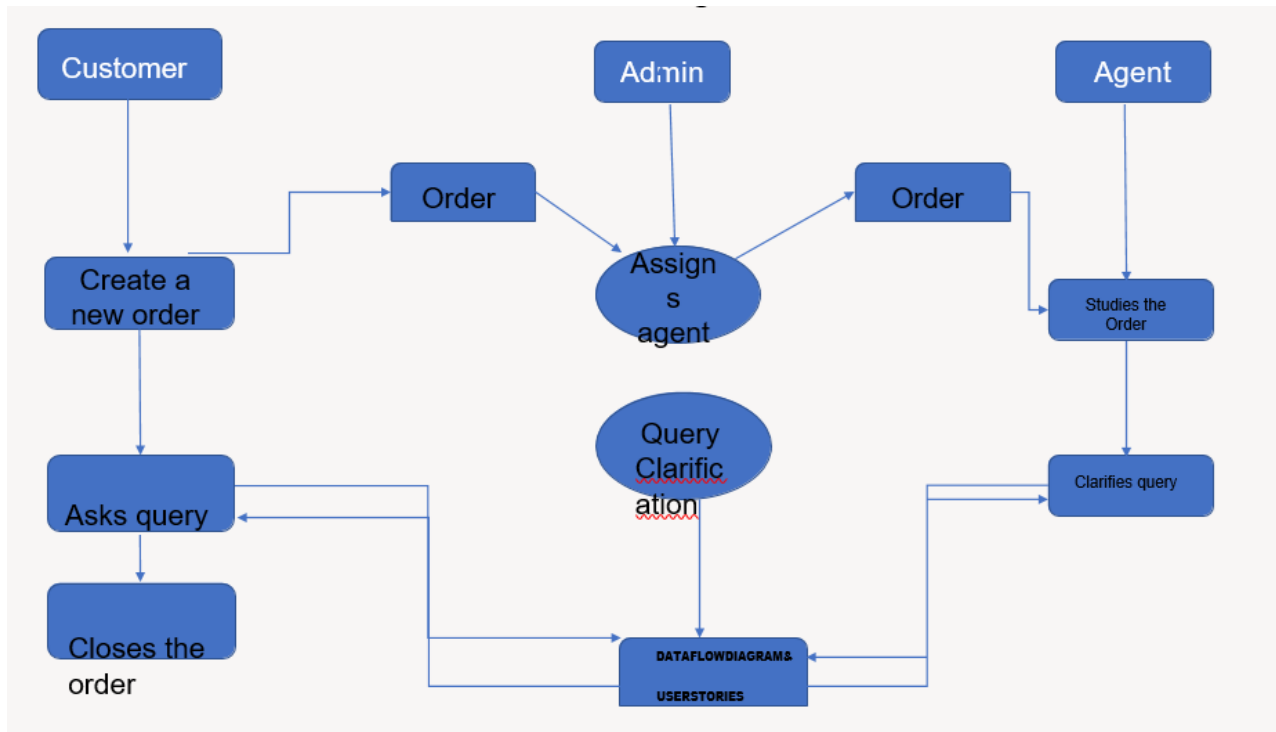 Customer
Admin
Agent
Order
Order
Create a
new order
Assign
s
agent
Studies the
Order
Query
Clarific
ation
Asks query
Clarifies query
Closes the
order
DATAFLOWDIAGRAM&
USERSTORIES